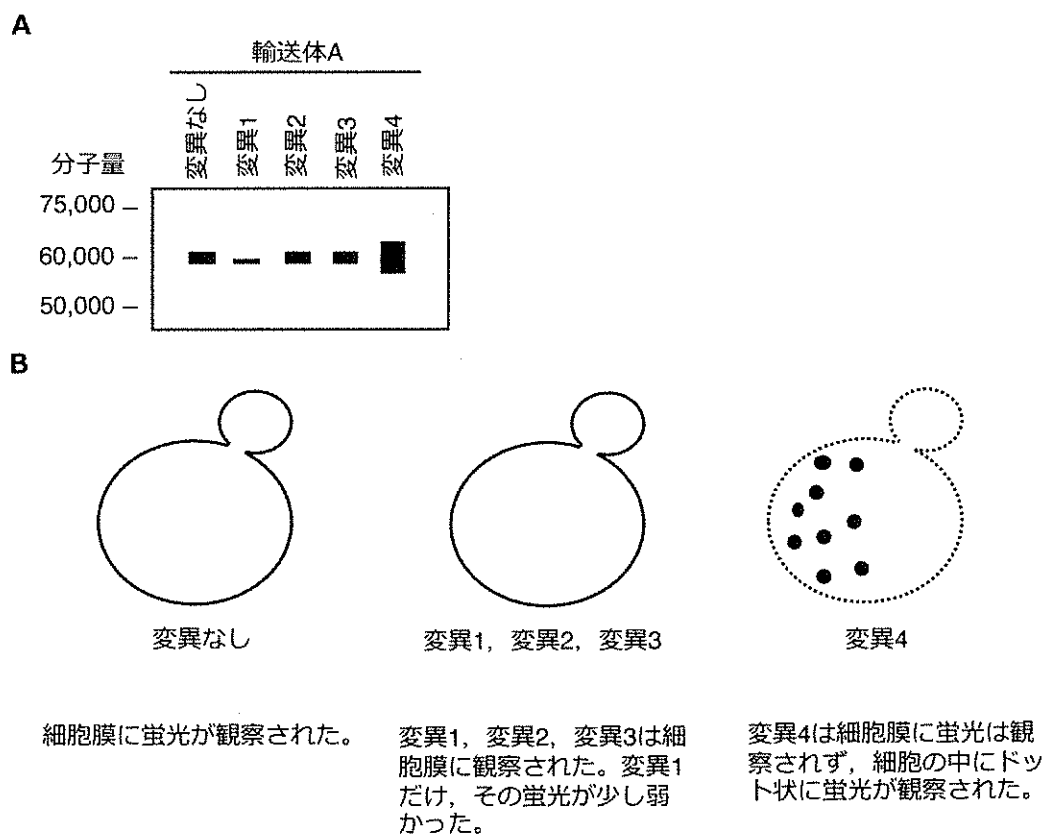 A
輸送体A
変異なし
変異1
変異2
変異3
変異4
分子量
75,000
60,000
50,000
B
変異なし
変異1，変異2，変異3
変異4
細胞膜に蛍光が観察された。
変異1，変異2，変異3は細
胞膜に観察された。変異1
だけ，その蛍光が少し弱
かった。
変異4は細胞膜に蛍光は観
察されず，細胞の中にドッ
ト状に蛍光が観察された。